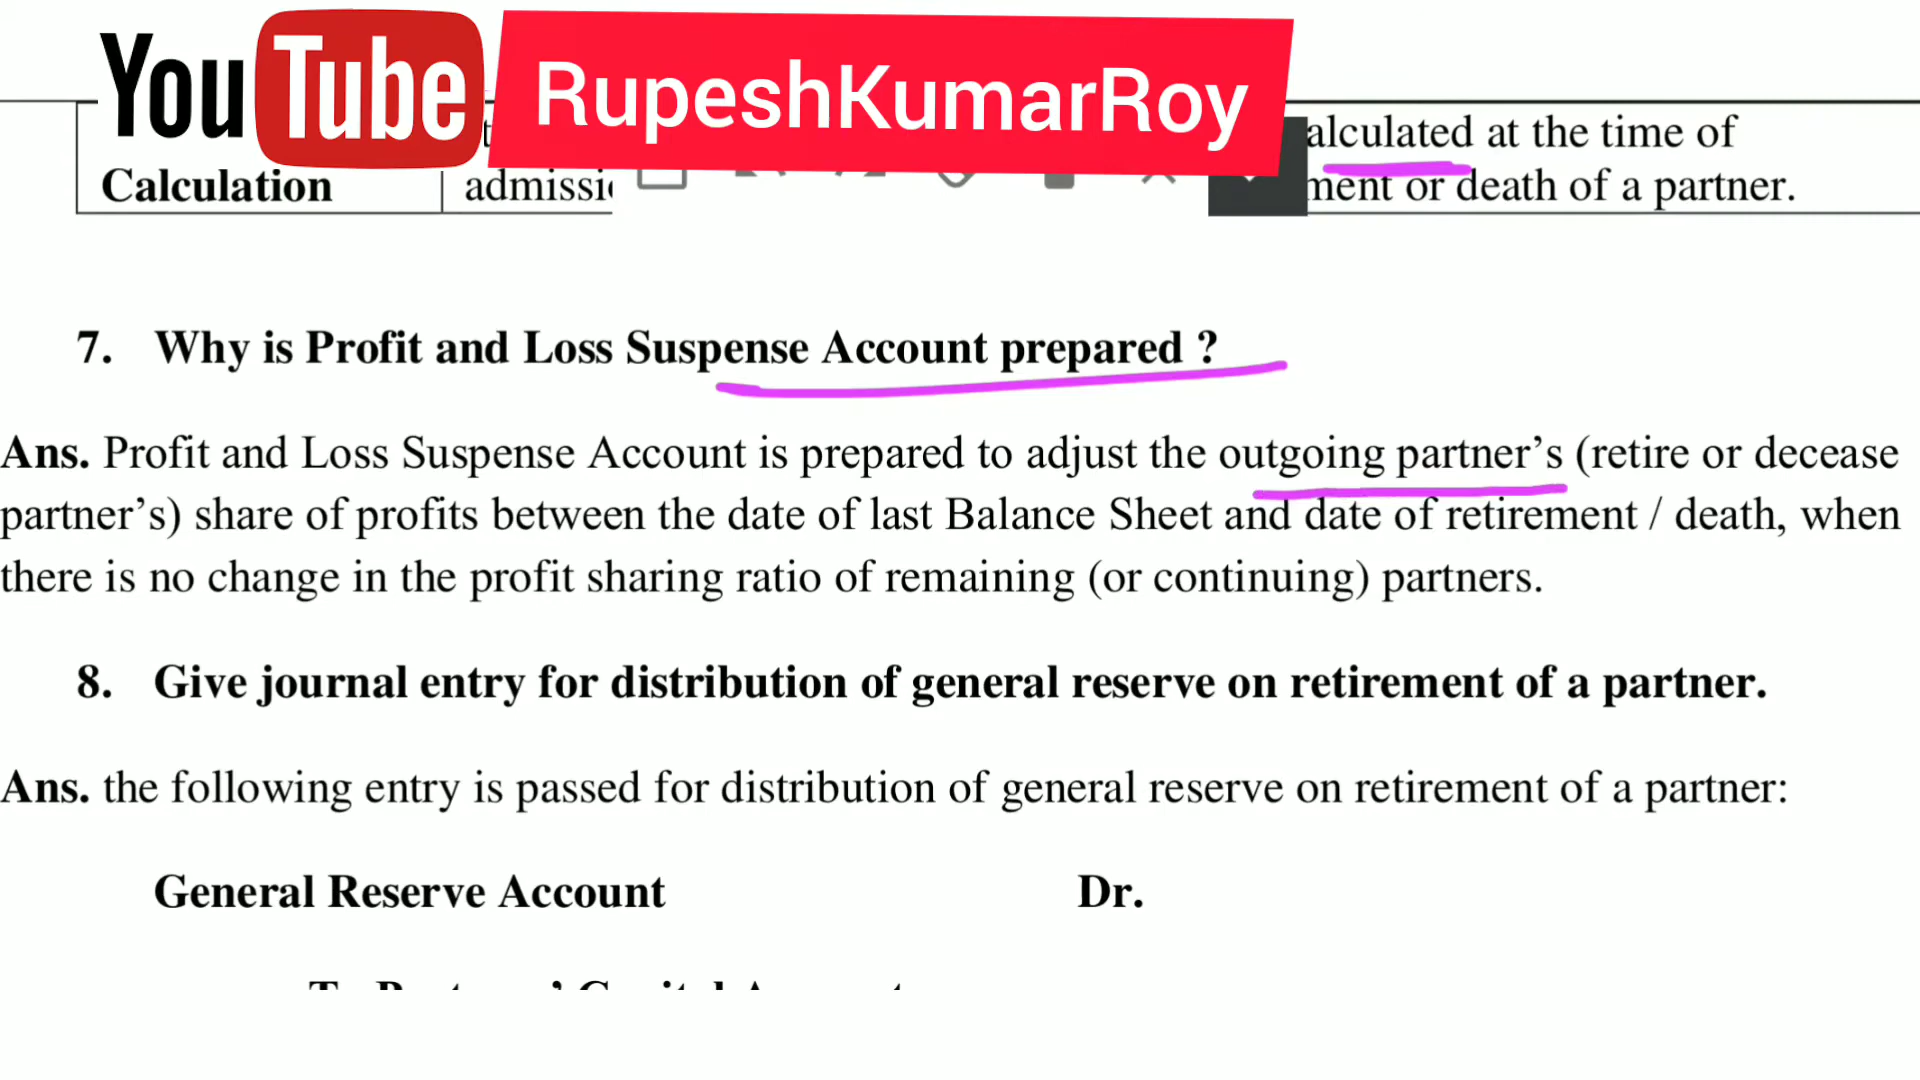 YouTube RupeshKumarRoy
alculated at the time of
Calculation admissi ment or death of a partner.
7. Why is Profit and Loss Suspense Account prepared ?
Ans. Profit and Loss Suspense Account is prepared to adjust the outgoing partner’s (retire or decease
partner’s) share of profits between the date of last Balance Sheet and date of retirement / death, when
there is no change in the profit sharing ratio of remaining (or continuing) partners.
8. Give journal entry for distribution of general reserve on retirement of a partner.
Ans. the following entry is passed for distribution of general reserve on retirement of a partner:
General Reserve Account Dr.